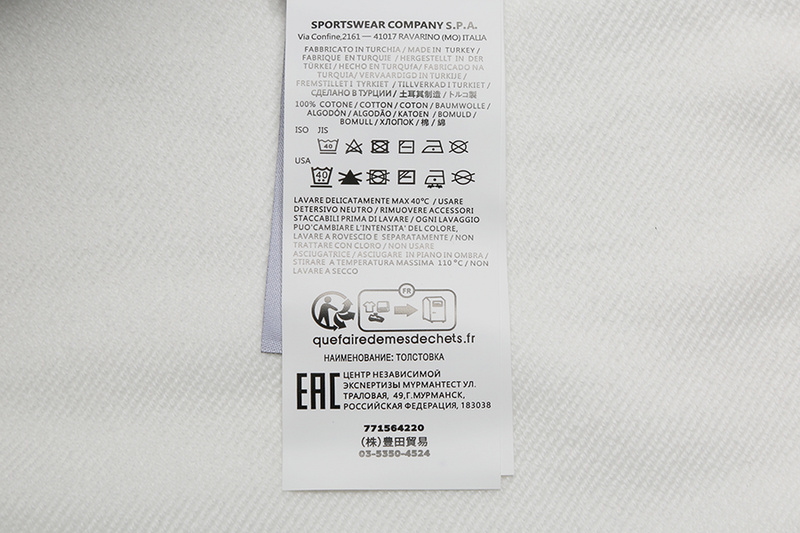 SPORTSWEAR COMPANY S.P.A.
Via Confine,2161 — 41017 RAVARINO (MO) ITALIA
FABBRICATO IN TURCHIA / MADE IN TURKEY /
FABRIQUE EN TURQUIE / HERGESTELLT IN DER
TÜRKEI / HECHO EN TURQUÍA / FABRICADO NA
TURQUIA / VERVAARDIGD IN TURKIJE /
FREMSTILLET I TYRKIET / TILLVERKAD I TURKIET /
СДЕЛАНО В ТУРЦИИ / 土耳其制造 / トルコ製
100% COTONE / COTTON / COTON / BAUMWOLLE /
ALGODÓN / ALGODÃO / KATOEN / BOMULD /
BOMULL / ХЛОПОК / 棉 / 綿
ISO JIS
40
USA
40
LAVARE DELICATAMENTE MAX 40°C / USARE
DETERSIVO NEUTRO / RIMUOVERE ACCESSORI
STACCABILI PRIMA DI LAVARE / OGNI LAVAGGIO
PUO'CAMBIARE L'INTENSITA' DEL COLORE,
LAVARE A ROVESCIO E SEPARATAMENTE / NON
TRATTARE CON CLORO / NON USARE
ASCIUGATRICE / ASCIUGARE IN PIANO IN OMBRA /
STIRARE A TEMPERATURA MASSIMA 110 °C / NON
LAVARE A SECCO
FR
quefairedemesdechets.fr
НАИМЕНОВАНИЕ: ТОЛСТОВКА
EAC
ЦЕНТР НЕЗАВИСИМОЙ
ЭКСПЕРТИЗЫ МУРМАНТЕСТ УЛ.
ТРАЛОВАЯ, 49,Г.МУРМАНСК,
РОССИЙСКАЯ ФЕДЕРАЦИЯ, 183038
771564220
(株)豊田貿易
03-5350-4524